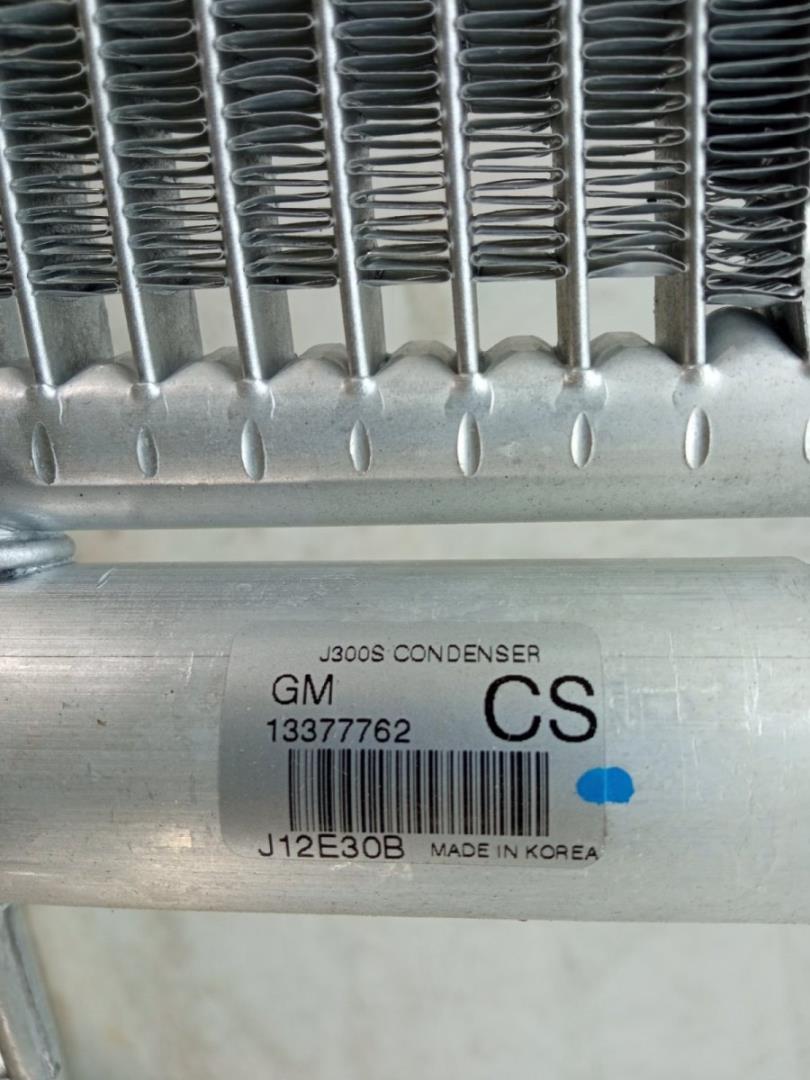 J300S CONDENSER
GM CS
13377762
J12E30B MADE IN KOREA